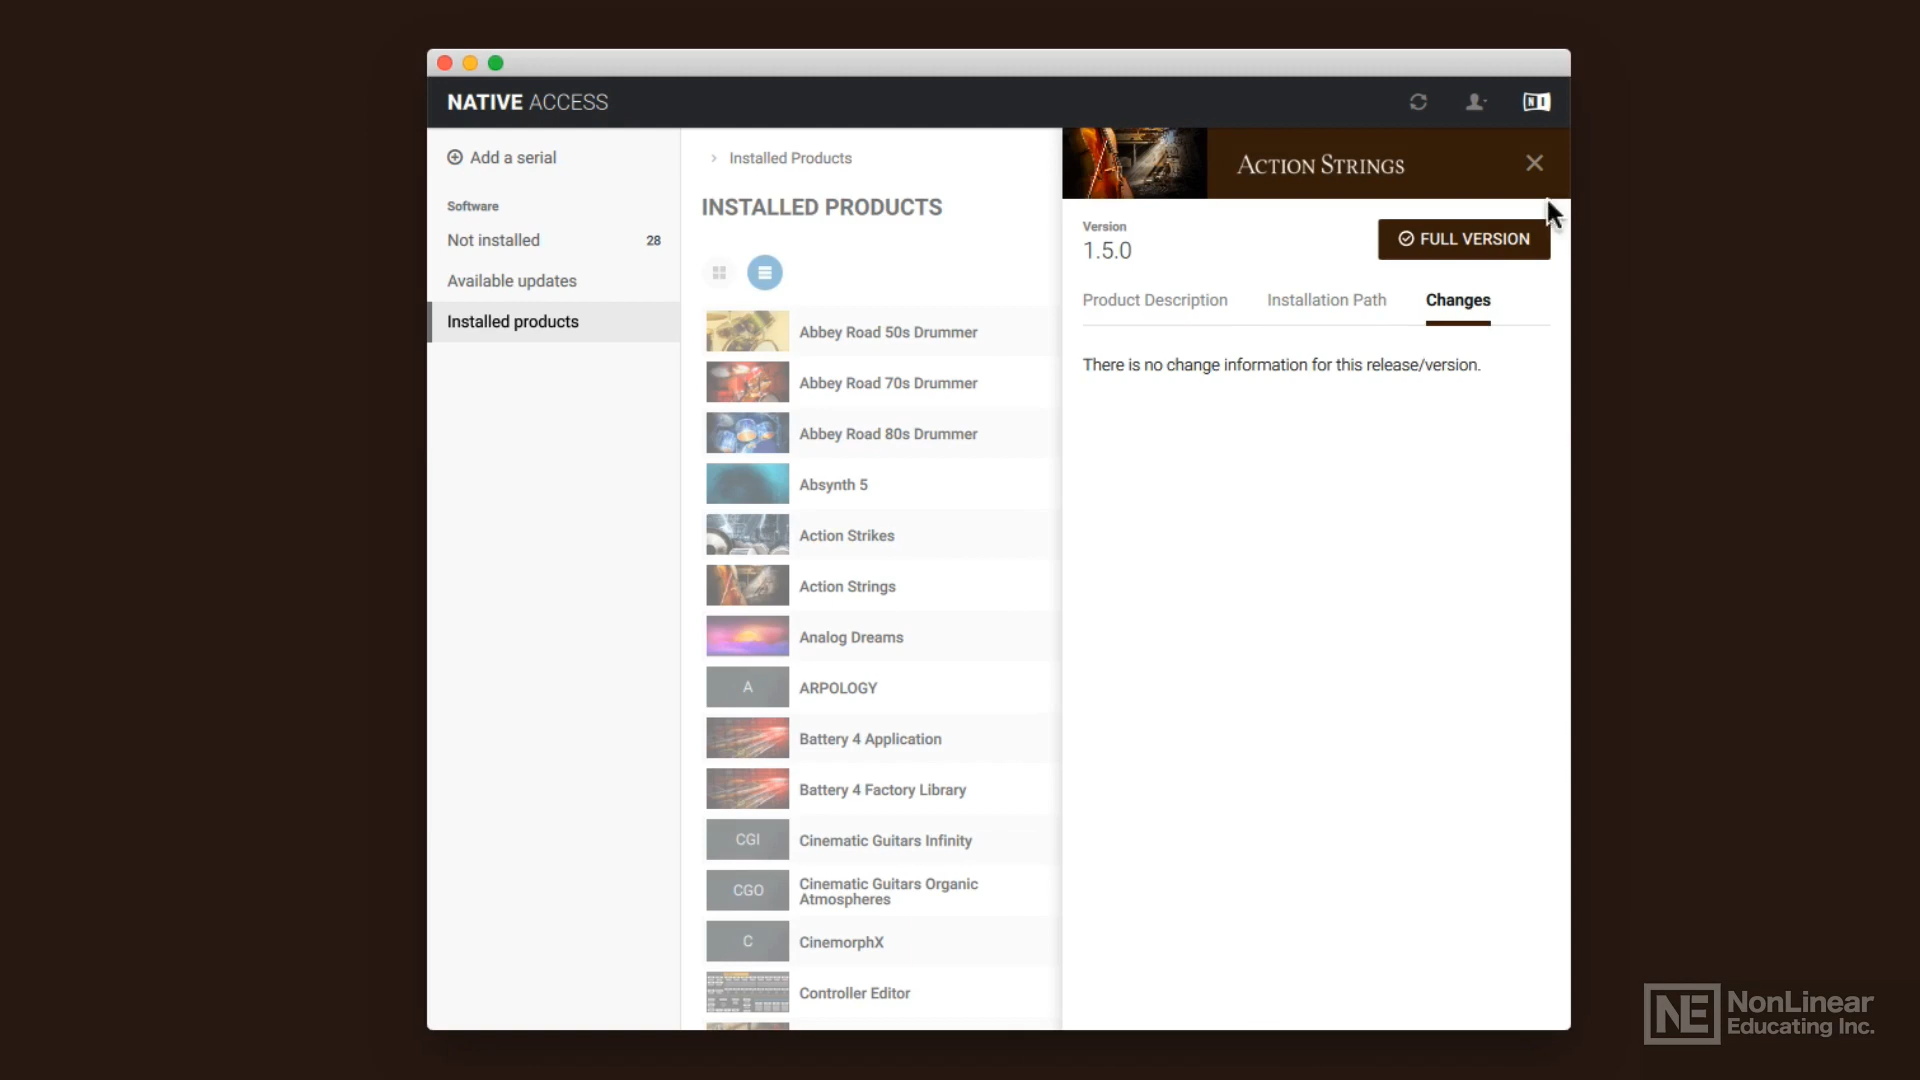 NATIVE ACCESS
N I
Add a serial
Software
Not installed 28
Available updates
Installed products
Installed Products
INSTALLED PRODUCTS
Abbey Road 50s Drummer
Abbey Road 70s Drummer
Abbey Road 80s Drummer
Absynth 5
Action Strikes
Action Strings
Analog Dreams
A
ARPOLOGY
Battery 4 Application
Battery 4 Factory Library
CGI
Cinematic Guitars Infinity
CGO
Cinematic Guitars Organic
Atmospheres
C
CinemorphX
Controller Editor
ACTION STRINGS
Version
1.5.0
FULL VERSION
Product Description
Installation Path
Changes
There is no change information for this release/version.
NE
NonLinear
Educating Inc.